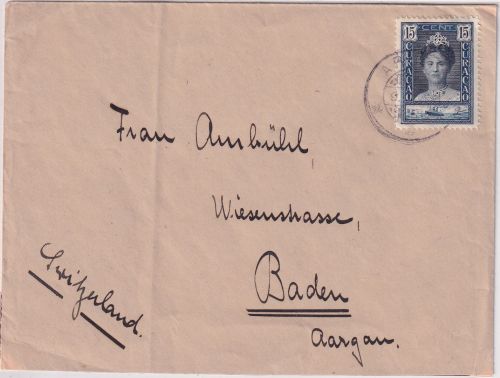 15 CENT 15
CURAÇAO CURAÇAO
Frau Ambühl
Wiesenstrasse,
Baden
Aargau.
Switzerland.